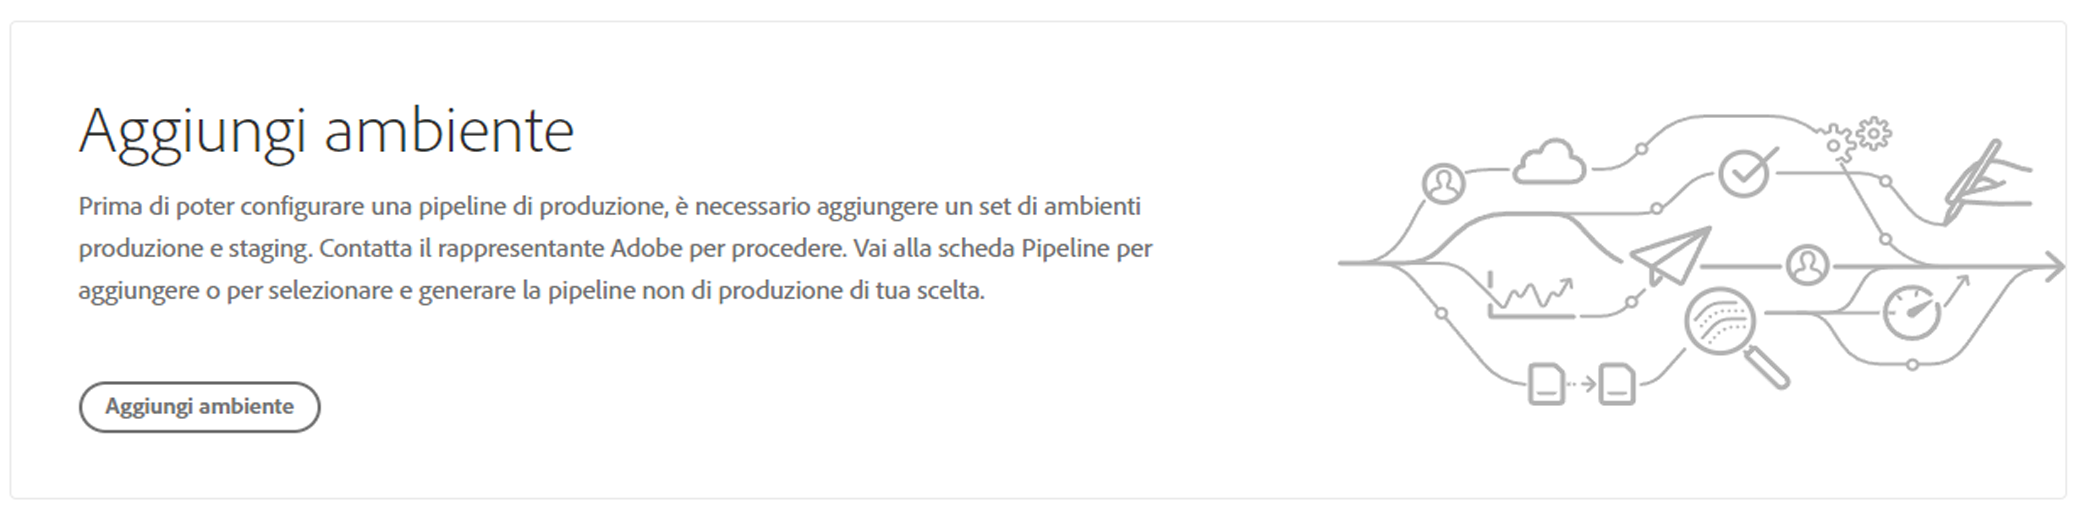 Aggiungi ambiente
Prima di poter configurare una pipeline di produzione, è necessario aggiungere un set di ambienti
produzione e staging. Contatta il rappresentante Adobe per procedere. Vai alla scheda Pipeline per
aggiungere o per selezionare e generare la pipeline non di produzione di tua scelta.
Aggiungi ambiente